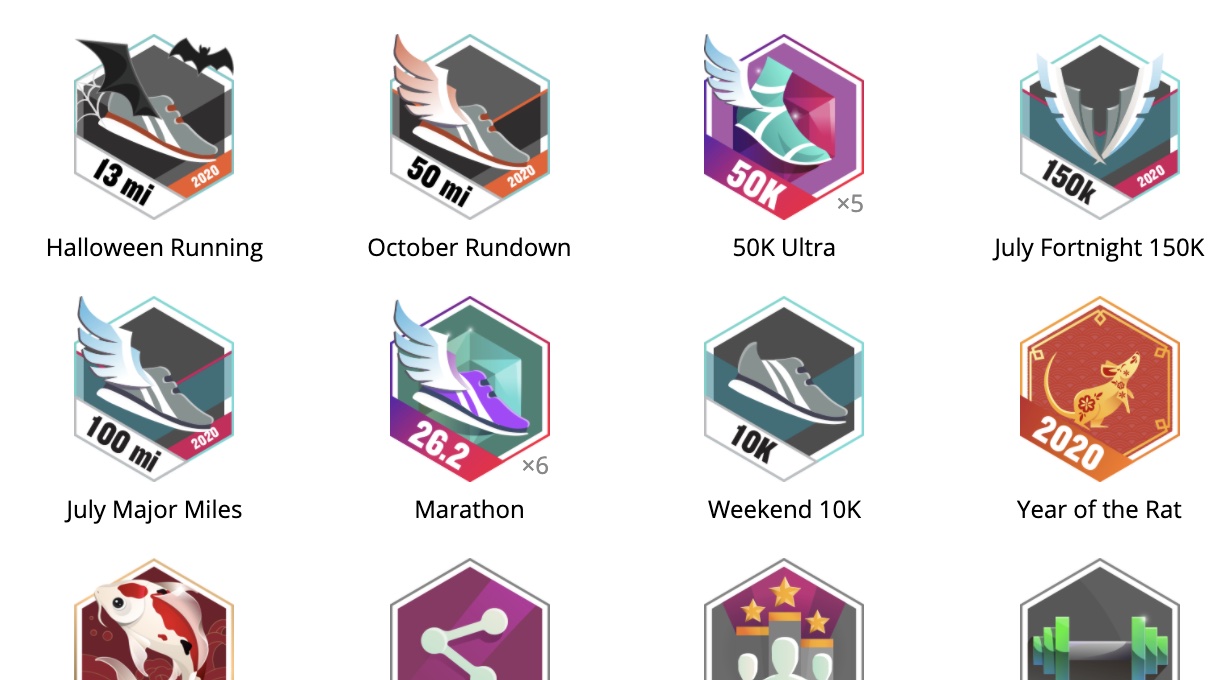 13 mi
2020
50 mi
2020
50K
×5
150k
2020
Halloween Running
October Rundown
50K Ultra
July Fortnight 150K
100 mi
2020
26.2
×6
10K
2020
July Major Miles
Marathon
Weekend 10K
Year of the Rat